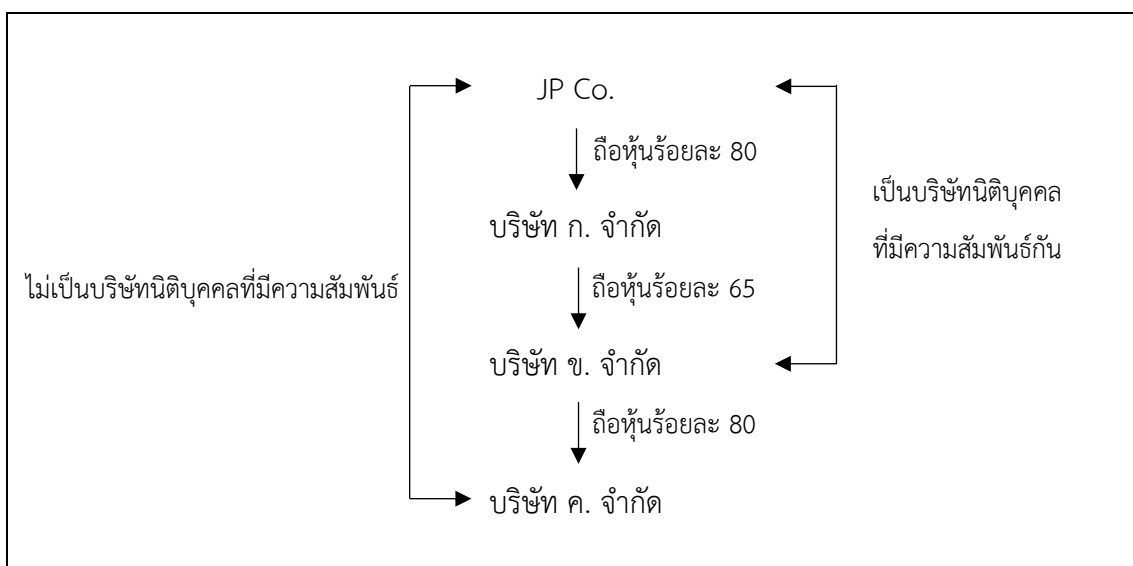 JP Co.
ถือหุ้นร้อยละ 80
บริษัท ก. จำกัด
เป็นบริษัทนิติบุคคล
ที่มีความสัมพันธ์กัน
ไม่เป็นบริษัทนิติบุคคลที่มีความสัมพันธ์
ถือหุ้นร้อยละ 65
บริษัท ข. จำกัด
ถือหุ้นร้อยละ 80
บริษัท ค. จำกัด